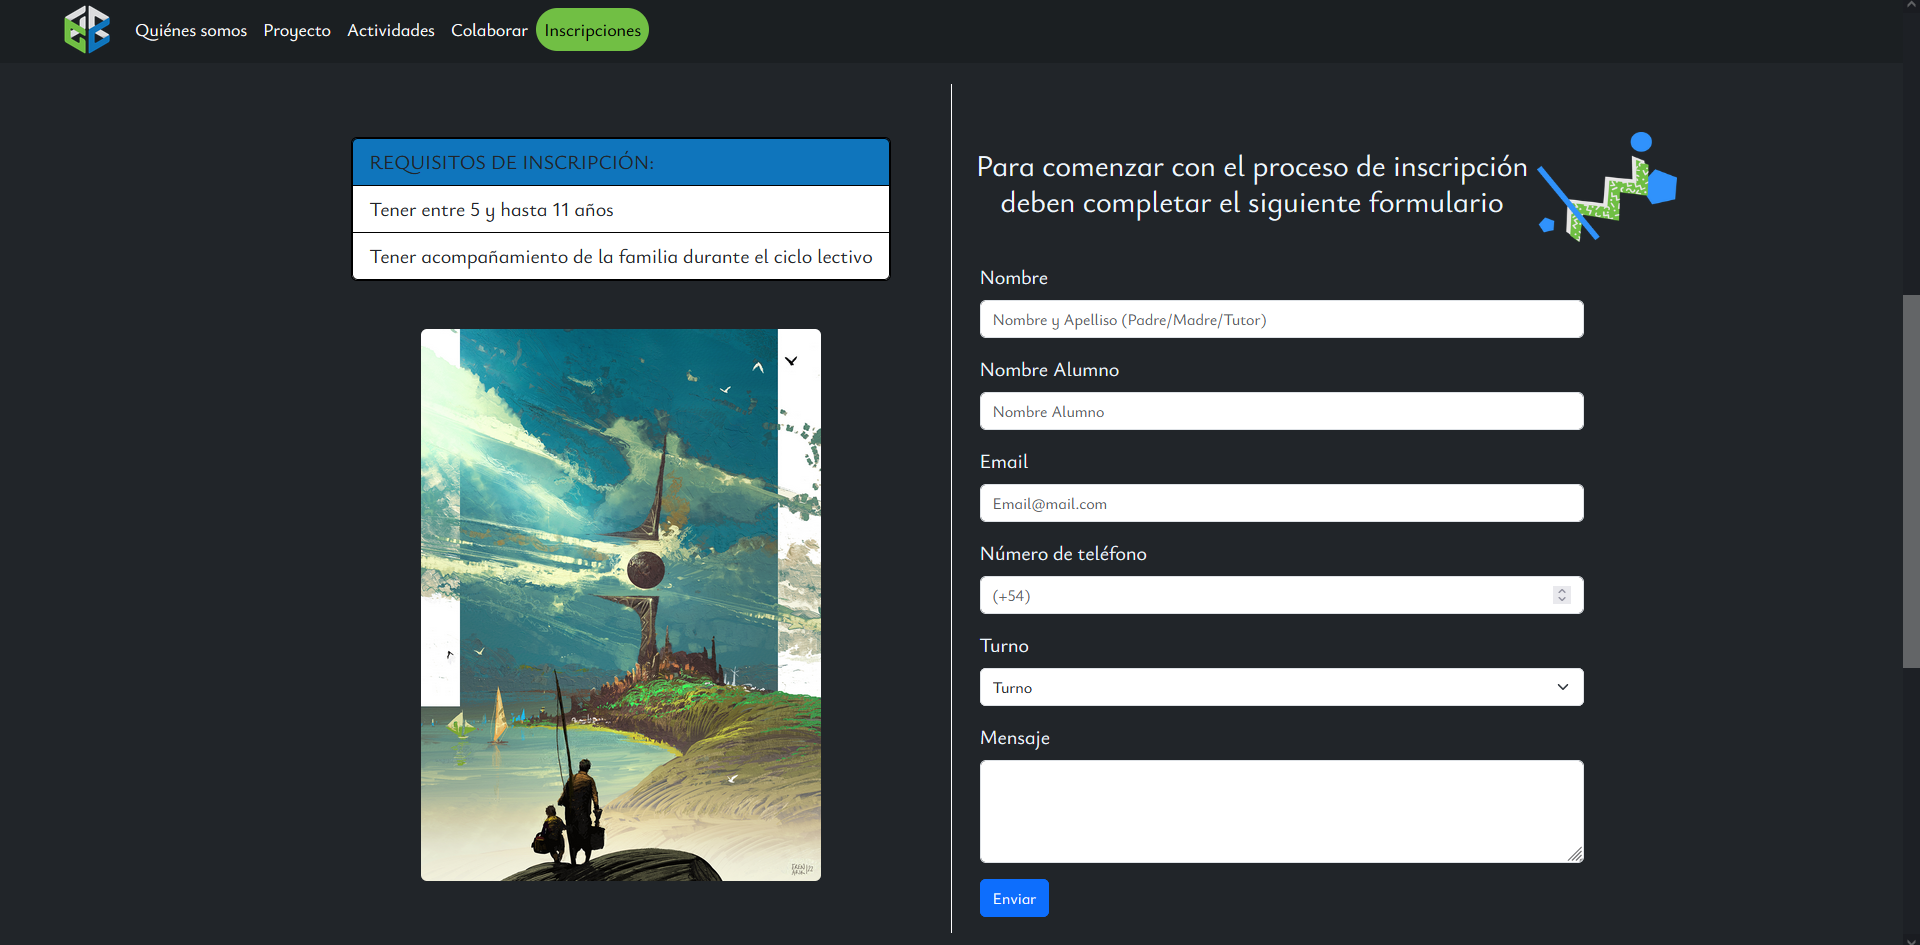 Quiénes somos Proyecto Actividades Colaborar Inscripciones
REQUISITOS DE INSCRIPCIÓN:
Tener entre 5 y hasta 11 años
Tener acompañamiento de la familia durante el ciclo lectivo
Para comenzar con el proceso de inscripción
deben completar el siguiente formulario
Nombre
Nombre y Apelliso (Padre/Madre/Tutor)
Nombre Alumno
Nombre Alumno
Email
Email@mail.com
Número de teléfono
(+54)
Turno
Turno
Mensaje
Enviar